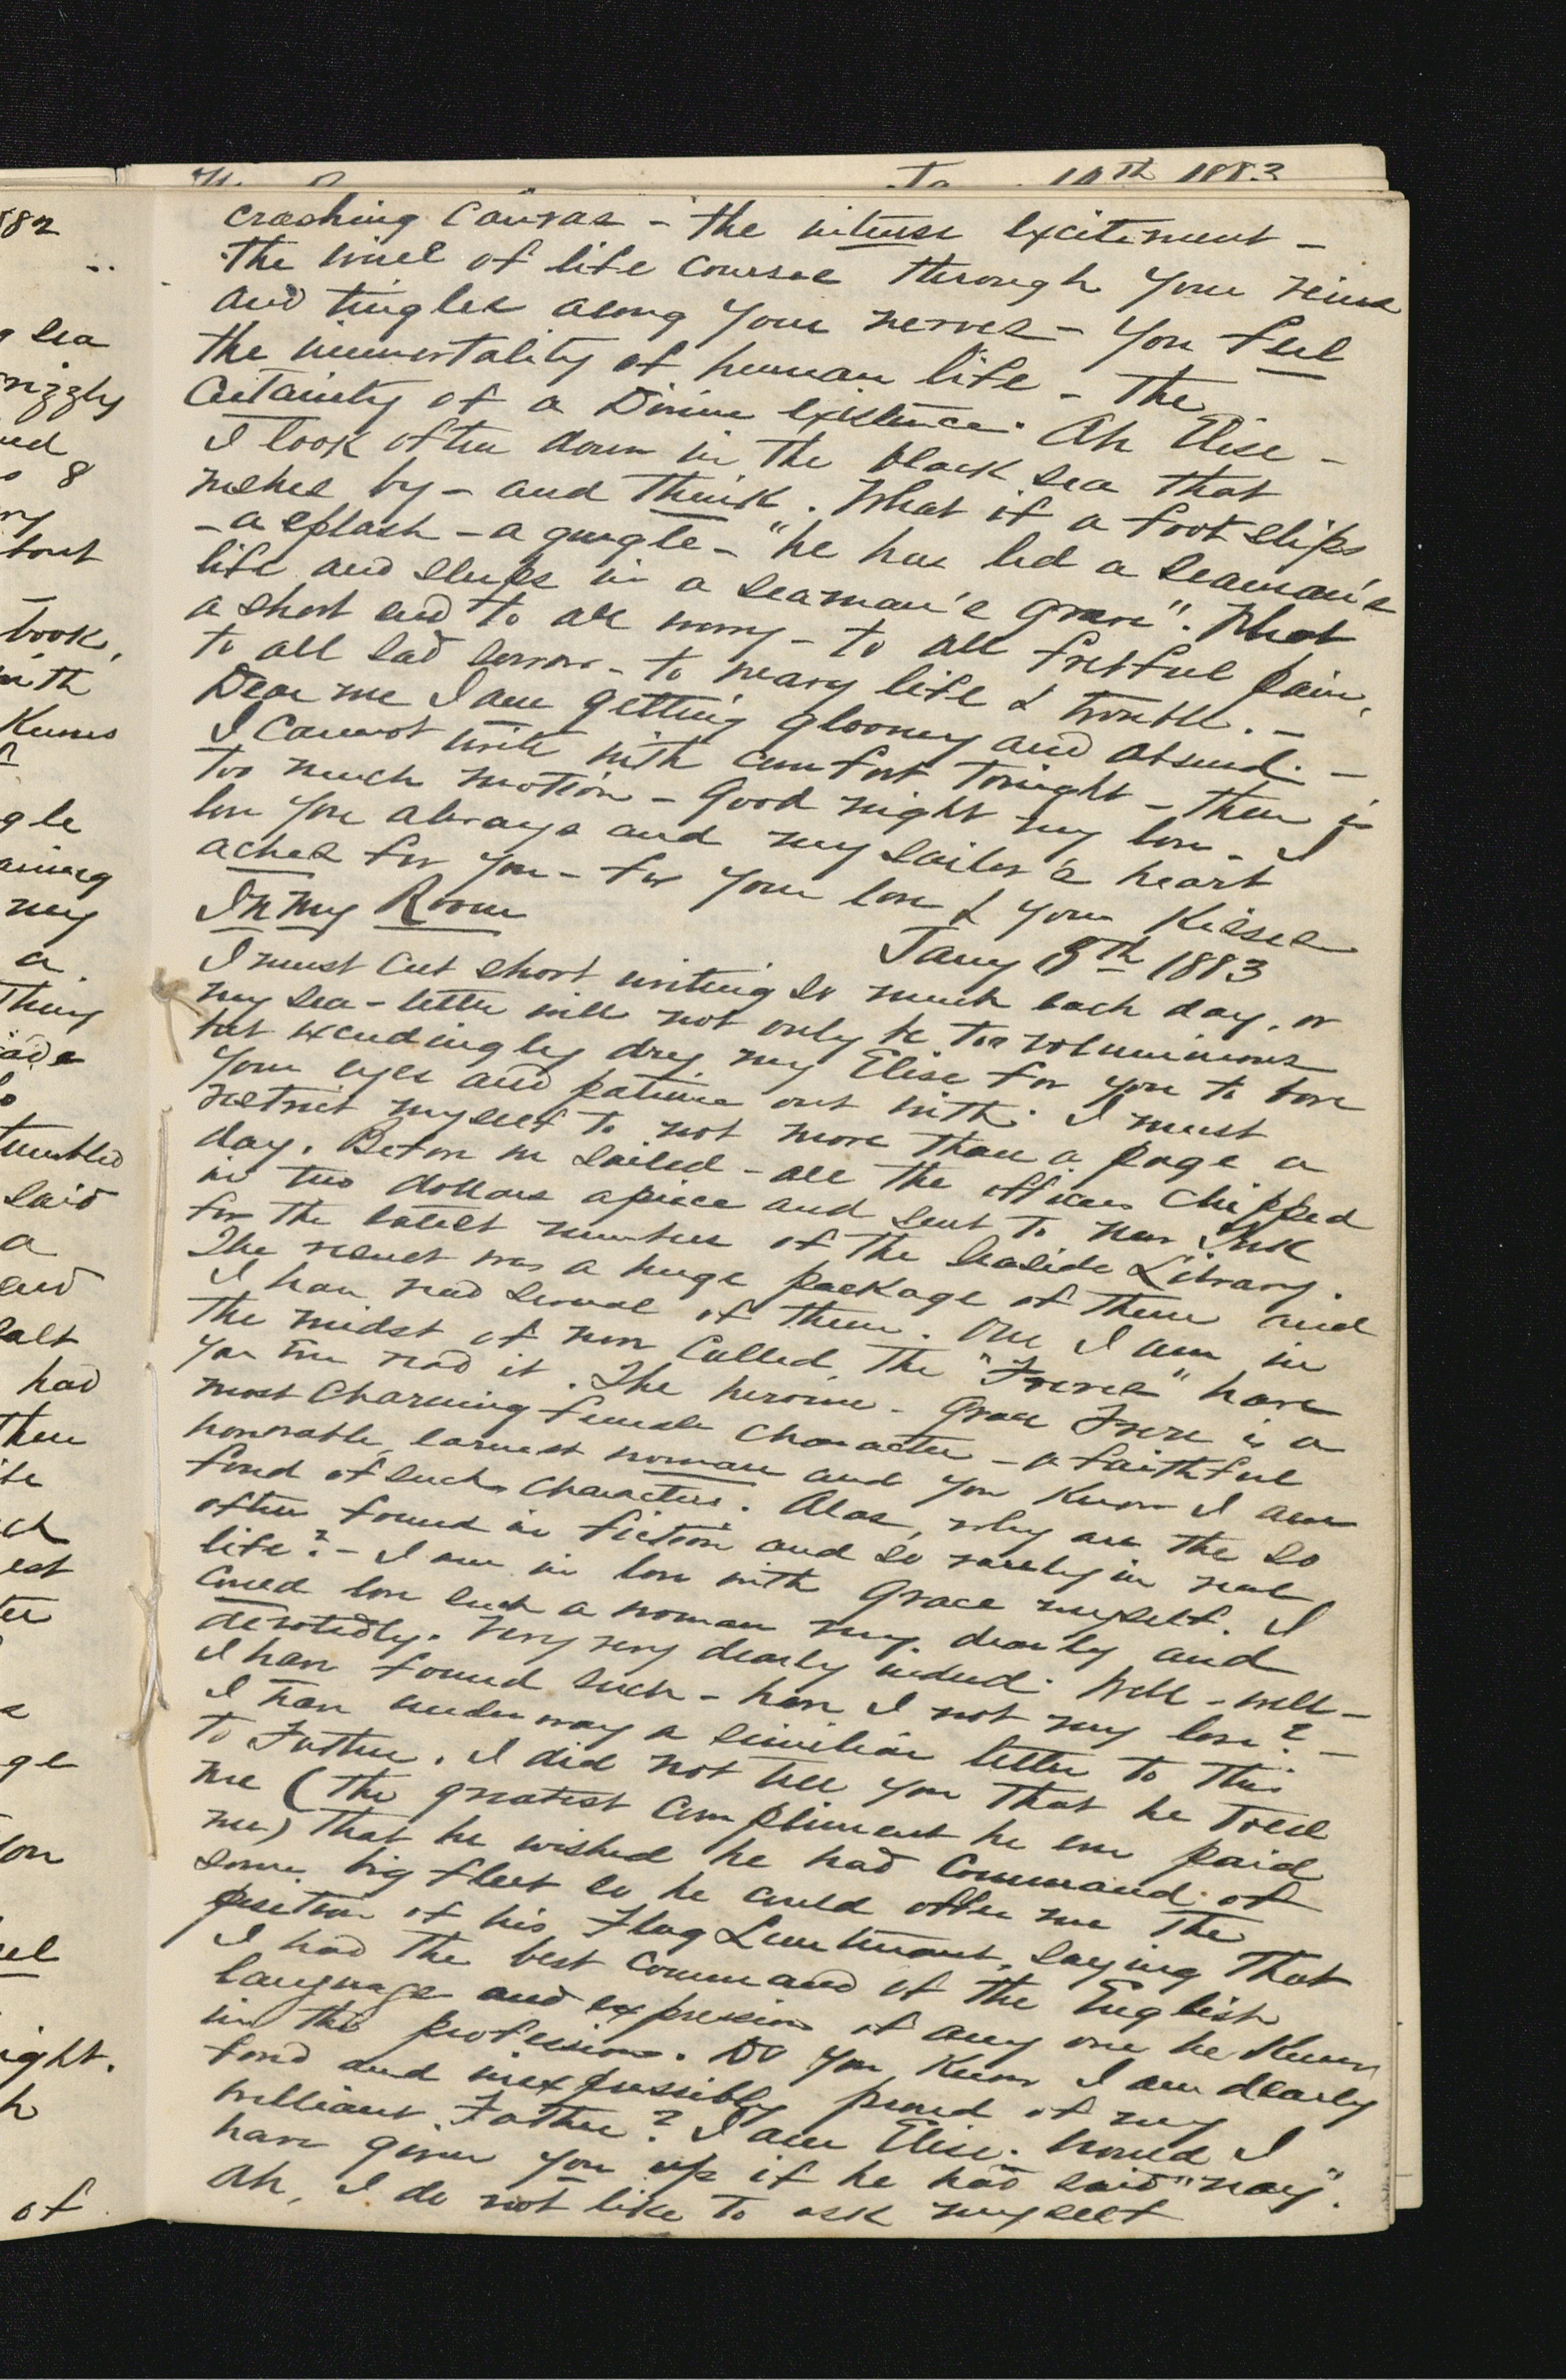 10th 1883
crashing canvas - the intense excitement -
the wine of life courses through your veins
and tingles along your nerves - you feel
the immortality of human life - the
certainty of a Divine existence. Ah Elise -
I look often down in the black sea that
rushes by - and think. What if a foot slips
- a splash - a gurgle - "he has led a seaman's
life and sleeps in a seaman's grave". What
a short end to all worry - to all fretful pain,
to all sad sorrow - to weary life & trouble. -
Dear me I am getting gloomy and absurd. -
I cannot write with comfort tonight - there is
too much motion - Good night my love - I
love you always and my sailor's heart
aches for you - for your love & your kisses
In my Room
Jany 8th 1883
I must cut short writing so much each day, or
my sea-letter will not only be too voluminous
but exceedingly dry my Elise for you to bore
your eyes and patience out with. I must
restrict myself to not more than a page a
day. Before we sailed - all the officers chipped
in two dollars apiece and sent to New York
for the latest numbers of the Seaside Library.
The result was a huge package of them and
I have read several of them. One I am in
the midst of now called, The "Freres" have
you ever read it. The heroine - Grace Frere is a
most charming female character - a faithful
honorable, earnest woman and you know I am
fond of such characters. Alas, why are the so
often found in fiction and so rarely in real
life? - I am in love with Grace myself. I
could love such a woman very dearly and
devotedly. Very very dearly indeed. Well - well -
I have found such - have I not my love? -
I have under way a similiar letter to this
to Father. I did not tell you that he told
me (the greatest compliment he ever paid
me) that he wished he had command of
some big fleet so he could offer me the
position of his Flag Lieutenant, saying that
I had the best command of the English
language and expression of any one he knew
in the profession. Do you know I am dearly
fond and inexpressibly proud of my
brilliant Father? I am Elise. Would I
have given you up if he had said "nay".
Ah, I do not like to ask myself